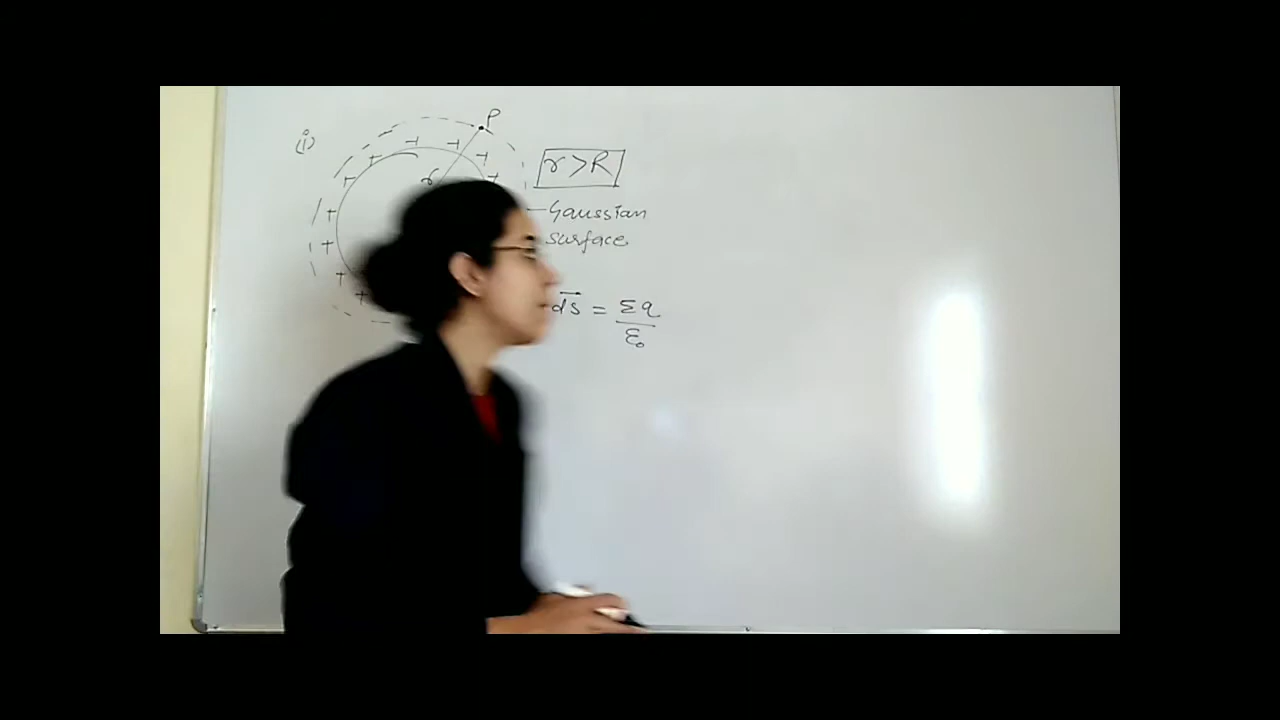 (i)
P
r
r > R
Gaussian
surface
ds⃗ = Σq
ε₀